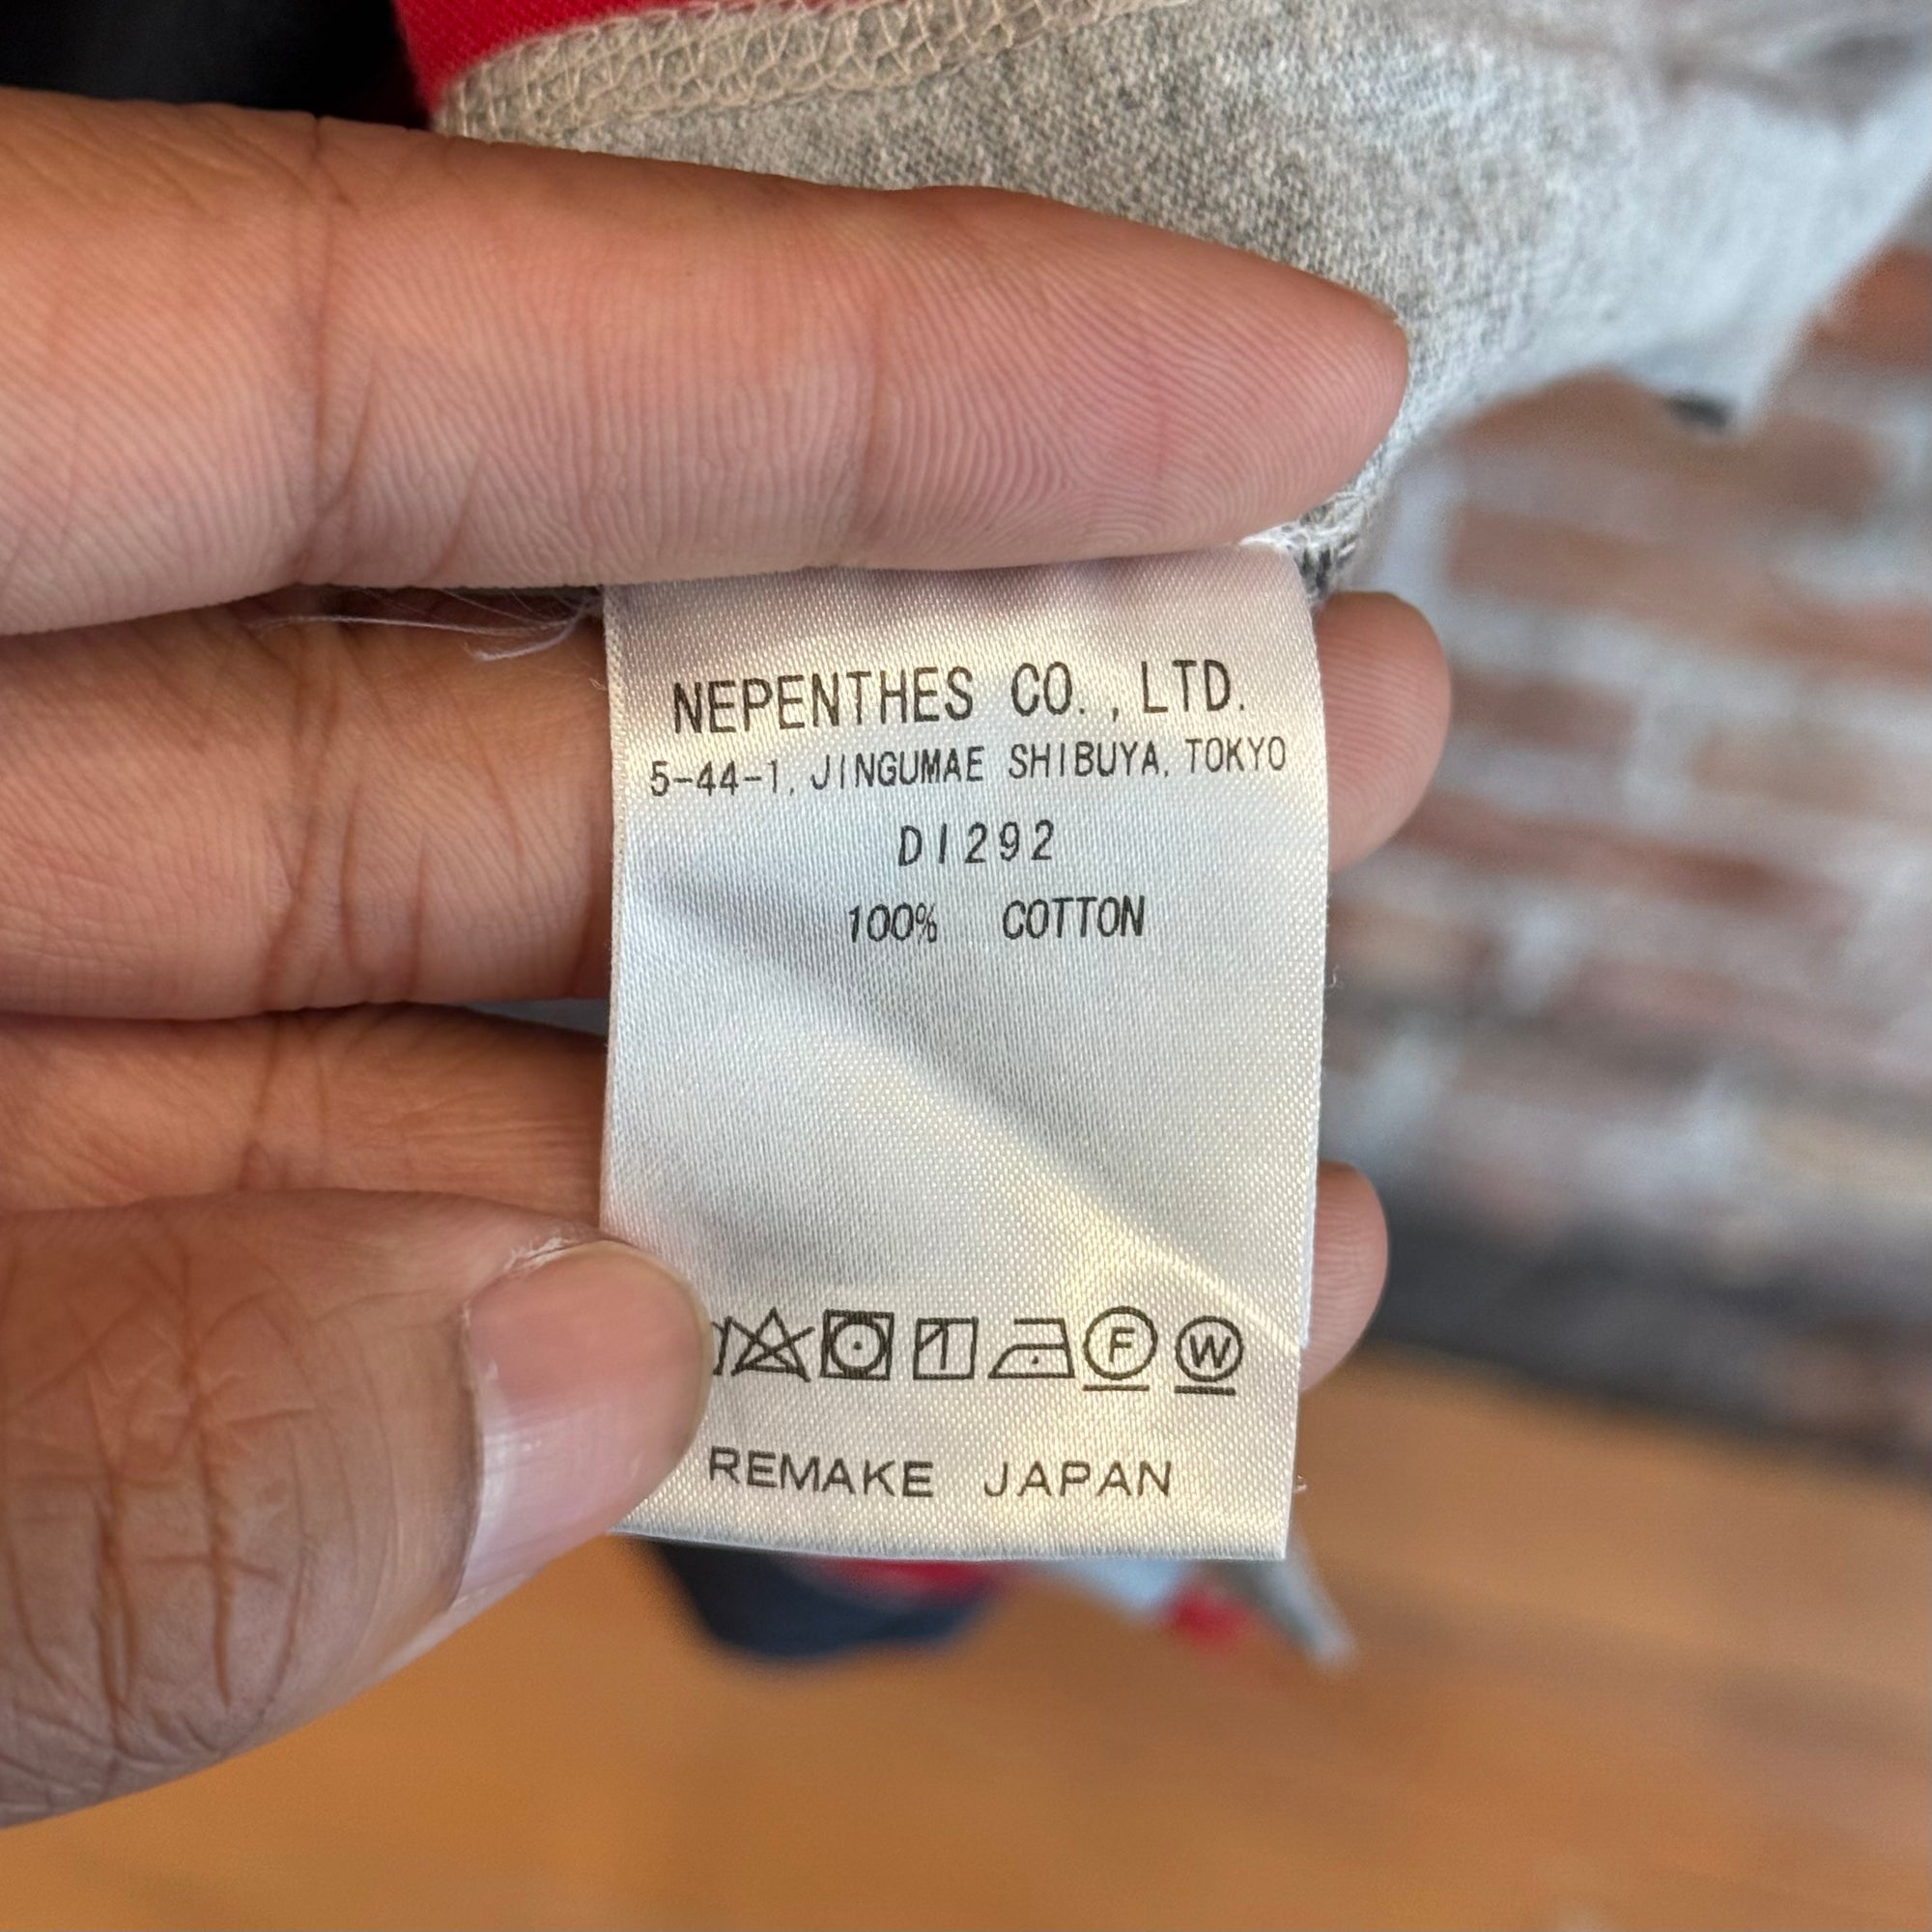 NEPENTHES CO.,LTD.
5-44-1, JINGUMAE SHIBUYA, TOKYO
DI292
100% COTTON
F W
REMAKE JAPAN